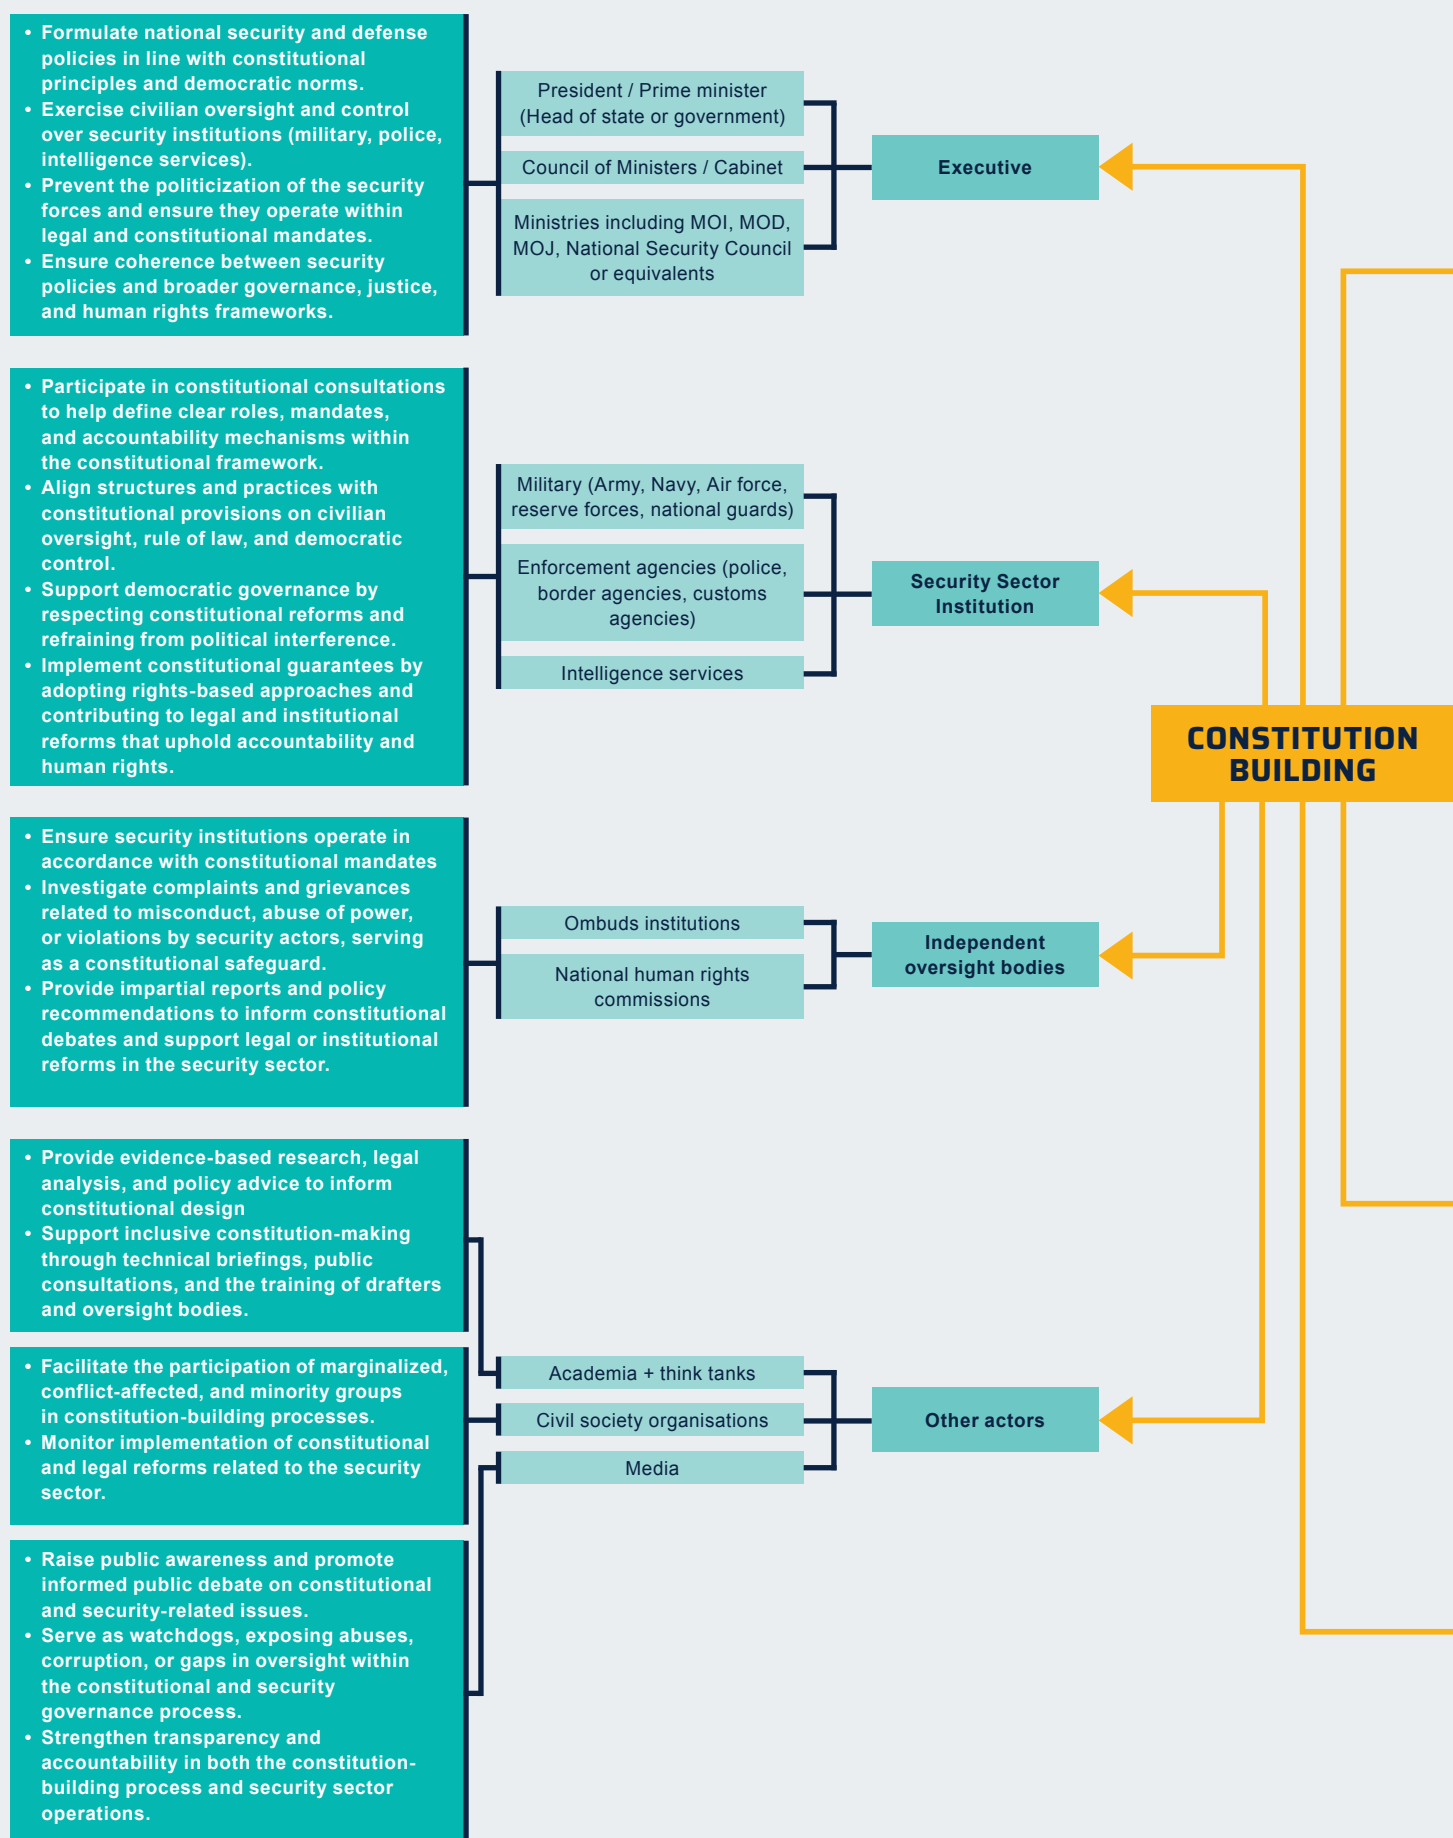 • Formulate national security and defense
policies in line with constitutional
principles and democratic norms.
• Exercise civilian oversight and control
over security institutions (military, police,
intelligence services).
• Prevent the politicization of the security
forces and ensure they operate within
legal and constitutional mandates.
• Ensure coherence between security
policies and broader governance, justice,
and human rights frameworks.
President / Prime minister
(Head of state or government)
Council of Ministers / Cabinet
Ministries including MOI, MOD,
MOJ, National Security Council
or equivalents
Executive
• Participate in constitutional consultations
to help define clear roles, mandates,
and accountability mechanisms within
the constitutional framework.
• Align structures and practices with
constitutional provisions on civilian
oversight, rule of law, and democratic
control.
• Support democratic governance by
respecting constitutional reforms and
refraining from political interference.
• Implement constitutional guarantees by
adopting rights-based approaches and
contributing to legal and institutional
reforms that uphold accountability and
human rights.
Military (Army, Navy, Air force,
reserve forces, national guards)
Enforcement agencies (police,
border agencies, customs
agencies)
Intelligence services
Security Sector
Institution
CONSTITUTION
BUILDING
• Ensure security institutions operate in
accordance with constitutional mandates
• Investigate complaints and grievances
related to misconduct, abuse of power,
or violations by security actors, serving
as a constitutional safeguard.
• Provide impartial reports and policy
recommendations to inform constitutional
debates and support legal or institutional
reforms in the security sector.
Ombuds institutions
National human rights
commissions
Independent
oversight bodies
• Provide evidence-based research, legal
analysis, and policy advice to inform
constitutional design
• Support inclusive constitution-making
through technical briefings, public
consultations, and the training of drafters
and oversight bodies.
• Facilitate the participation of marginalized,
conflict-affected, and minority groups
in constitution-building processes.
• Monitor implementation of constitutional
and legal reforms related to the security
sector.
• Raise public awareness and promote
informed public debate on constitutional
and security-related issues.
• Serve as watchdogs, exposing abuses,
corruption, or gaps in oversight within
the constitutional and security
governance process.
• Strengthen transparency and
accountability in both the constitution-
building process and security sector
operations.
Academia + think tanks
Civil society organisations
Media
Other actors